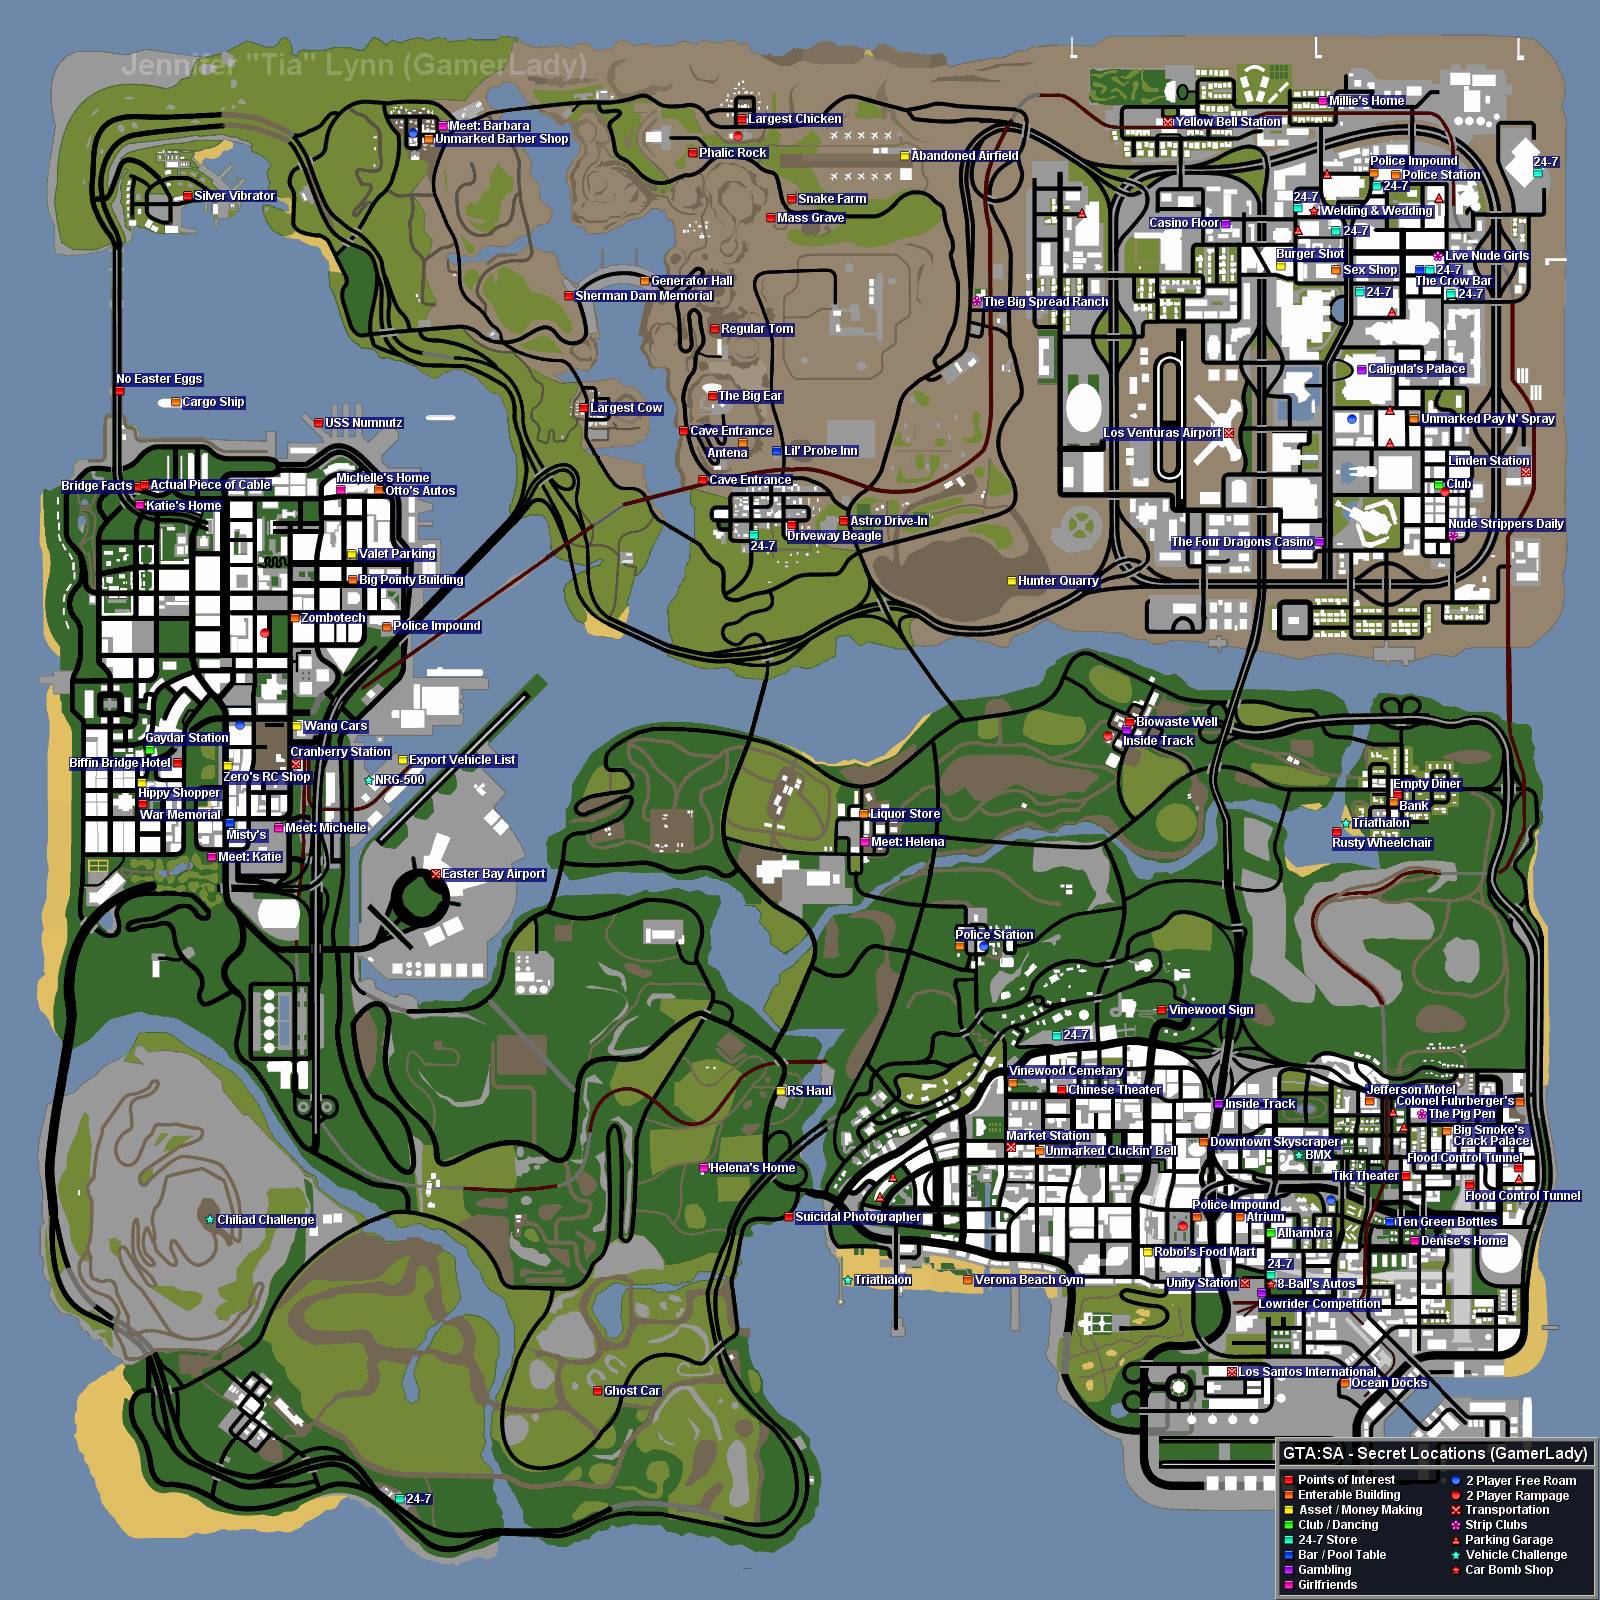 Jennifer "Tia" Lynn (GamerLady)
Millie's Home
Largest Chicken
Yellow Bell Station
Meet: Barbara
Unmarked Barber Shop
Phalic Rock
Abandoned Airfield
Police Impound
24-7
Police Station
24-7
Silver Vibrator
Snake Farm
24-7
Welding & Wedding
Mass Grave
Casino Floor
24-7
Burger Shot
Live Nude Girls
Sex Shop
24-7
Generator Hall
The Crow Bar
Sherman Dam Memorial
24-7
24-7
The Big Spread Ranch
Regular Tom
Caligula's Palace
No Easter Eggs
The Big Ear
Cargo Ship
Largest Cow
USS Numnutz
Unmarked Pay N' Spray
Cave Entrance
Los Venturas Airport
Antena
Lil' Probe Inn
Linden Station
Michelle's Home
Cave Entrance
Bridge Facts
Actual Piece of Cable
Otto's Autos
Club
Katie's Home
Astro Drive-In
Nude Strippers Daily
Driveway Beagle
24-7
The Four Dragons Casino
Valet Parking
Big Pointy Building
Hunter Quarry
Zombotech
Police Impound
Wang Cars
Biowaste Well
Gaydar Station
Inside Track
Cranberry Station
Biffin Bridge Hotel
Export Vehicle List
Zero's RC Shop
NRG-500
Empty Diner
Hippy Shopper
Bank
War Memorial
Liquor Store
Triathalon
Misty's
Meet: Michelle
Meet: Helena
Rusty Wheelchair
Meet: Katie
Easter Bay Airport
Police Station
Vinewood Sign
24-7
Vinewood Cemetary
RS Haul
Chinese Theater
Jefferson Motel
Inside Track
Colonel Fuhrberger's
The Pig Pen
Market Station
Big Smoke's
Crack Palace
Downtown Skyscraper
Unmarked Cluckin' Bell
BMX
Flood Control Tunnel
Helena's Home
Tiki Theater
Flood Control Tunnel
Police Impound
Suicidal Photographer
Atrium
Chiliad Challenge
Ten Green Bottles
Alhambra
Denise's Home
Roboi's Food Mart
24-7
Triathalon
Verona Beach Gym
Unity Station
8-Ball's Autos
Lowrider Competition
Los Santos International
Ghost Car
Ocean Docks
24-7
GTA:SA - Secret Locations (GamerLady)
Points of Interest
Enterable Building
Asset / Money Making
Club / Dancing
24-7 Store
Bar / Pool Table
Gambling
Girlfriends
2 Player Free Roam
2 Player Rampage
Transportation
Strip Clubs
Parking Garage
Vehicle Challenge
Car Bomb Shop